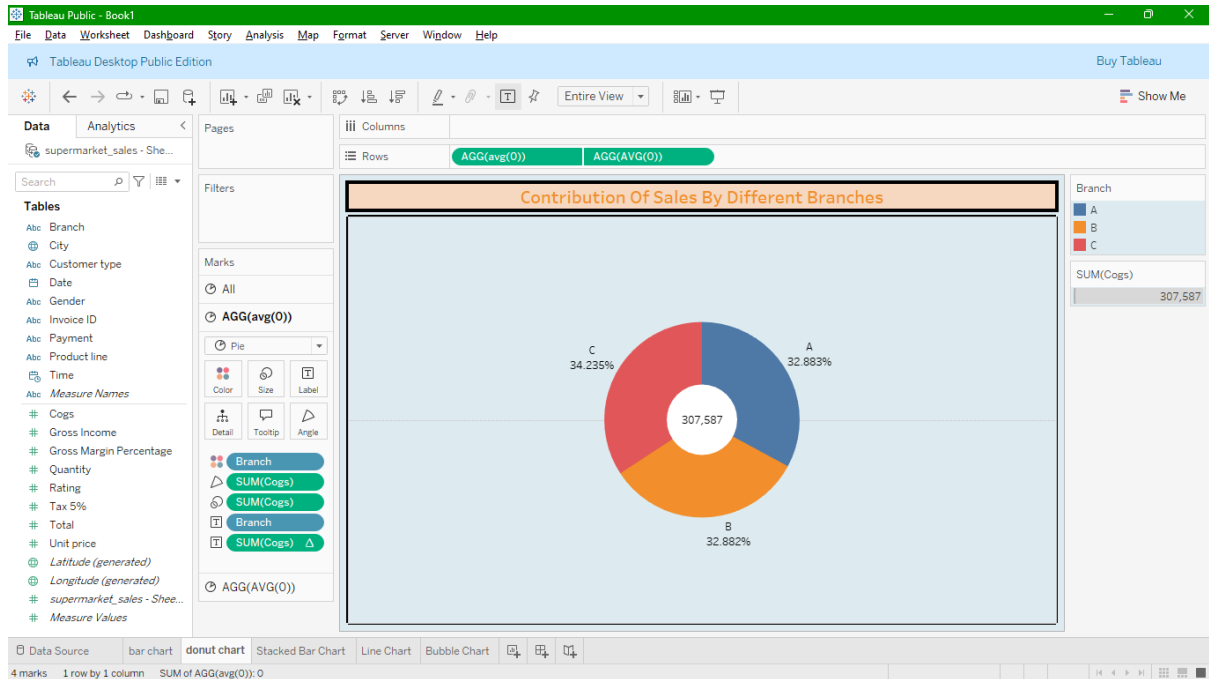 Tableau Public - Book1
File Data Worksheet Dashboard Story Analysis Map Format Server Window Help
Tableau Desktop Public Edition
Buy Tableau
Entire View
Show Me
Data
Analytics
supermarket_sales - She...
Search
Tables
Abc Branch
City
Abc Customer type
Date
Abc Gender
Abc Invoice ID
Abc Payment
Abc Product line
Time
Abc Measure Names
# Cogs
# Gross Income
# Gross Margin Percentage
# Quantity
# Rating
# Tax 5%
# Total
# Unit price
Latitude (generated)
Longitude (generated)
# supermarket_sales - Shee...
# Measure Values
Pages
Filters
Marks
All
AGG(avg(0))
Pie
Color Size Label
Detail Tooltip Angle
Branch
SUM(Cogs)
SUM(Cogs)
Branch
SUM(Cogs) Δ
AGG(AVG(0))
Columns
Rows
AGG(avg(0)) AGG(AVG(0))
Contribution Of Sales By Different Branches
C
34.235%
A
32.883%
307,587
B
32.882%
Branch
A
B
C
SUM(Cogs)
307,587
Data Source bar chart donut chart Stacked Bar Chart Line Chart Bubble Chart
4 marks 1 row by 1 column SUM of AGG(avg(0)): 0